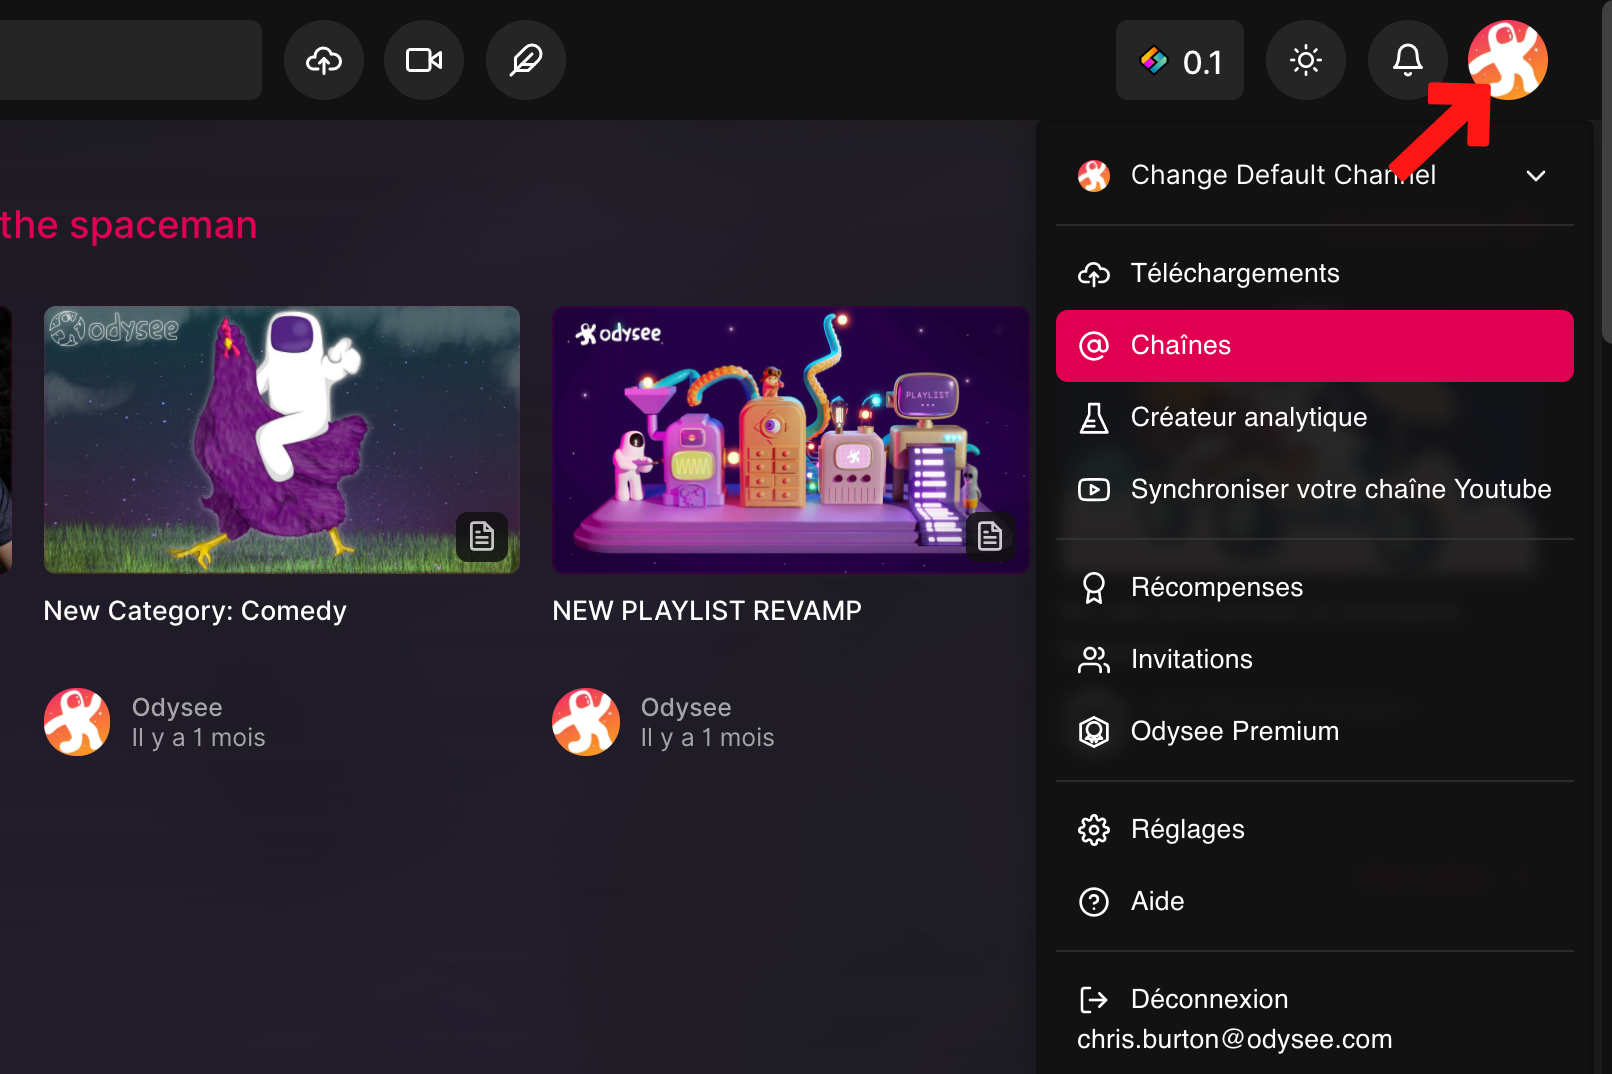 0.1
Change Default Channel
the spaceman
Téléchargements
Chaînes
Créateur analytique
Synchroniser votre chaîne Youtube
Récompenses
Invitations
Odysee Premium
Réglages
Aide
Déconnexion
chris.burton@odysee.com
odysee
odysee
PLAYLIST
New Category: Comedy
NEW PLAYLIST REVAMP
Odysee
Il y a 1 mois
Odysee
Il y a 1 mois